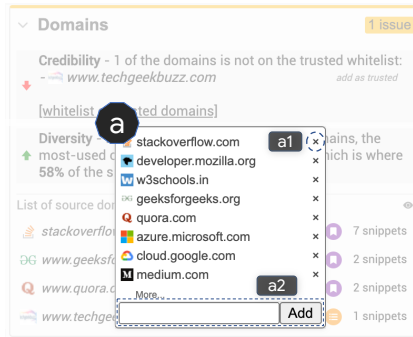 Domains
1 issue
Credibility - 1 of the domains is not on the trusted whitelist:
- www.techgeekbuzz.com
add as trusted
[whitelist ted domains]
a
Diversity - ains, the
most-used d hich is where
58% of the s
stackoverflow.com a1 ×
developer.mozilla.org ×
w3schools.in ×
geeksforgeeks.org ×
quora.com ×
azure.microsoft.com ×
cloud.google.com ×
medium.com ×
More...
a2
Add
List of source do
stackoverflo 7 snippets
www.geeksfo 2 snippets
www.quora.c 2 snippets
www.techgee 1 snippets